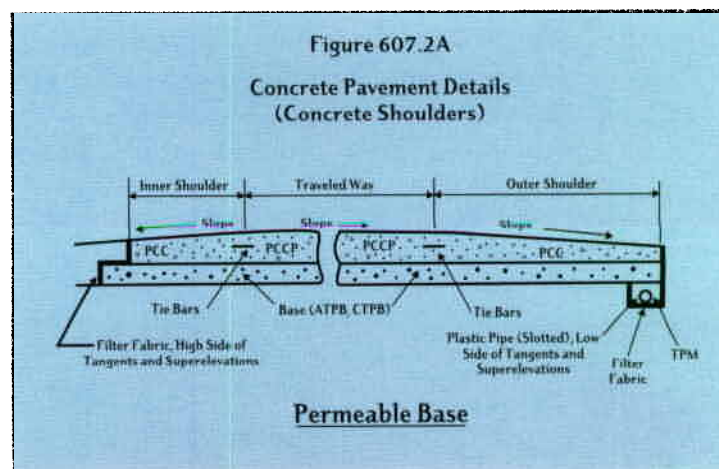 Figure 607.2A
Concrete Pavement Details
(Concrete Shoulders)
Inner Shoulder
Traveled Was
Outer Shoulder
Slope
Slope
Slope
PCC
PCCP
PCCP
PCC
Tie Bars
Base (ATPB, CTPB)
Tie Bars
Filter Fabric, High Side of
Tangents and Superelevations
Plastic Pipe (Slotted), Low
Side of Tangents and
Superelevations
Filter
Fabric
TPM
Permeable Base